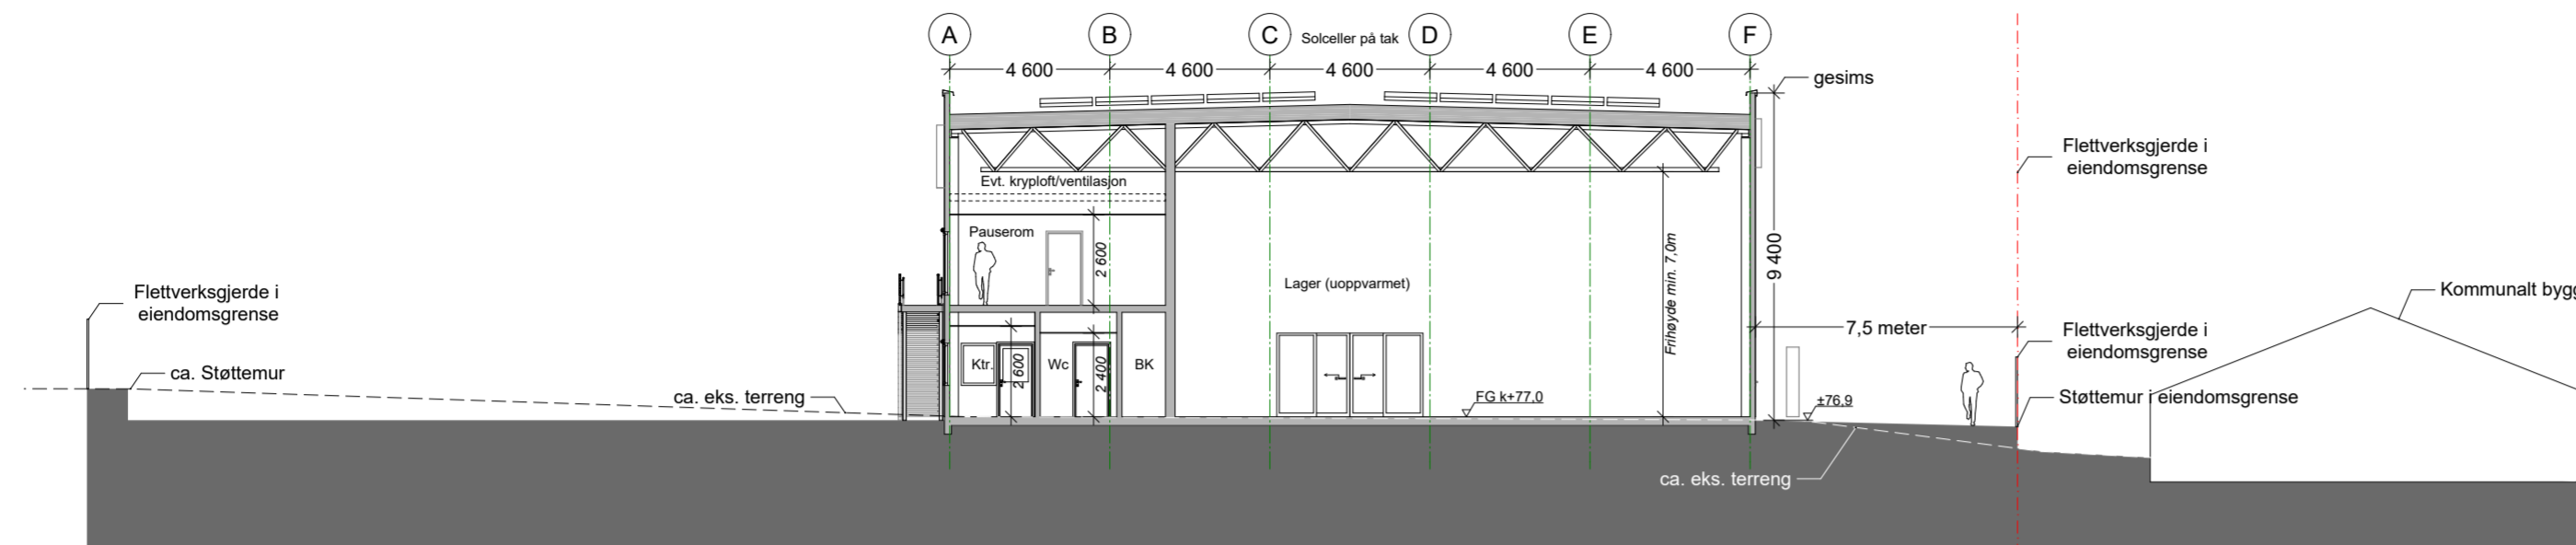 A B C D E F
Solceller på tak
4 600 4 600 4 600 4 600 4 600
gesims
Flettverksgjerde i
eiendomsgrense
Evt. kryploft/ventilasjon
Pauserom
2 600
Frihøyde min. 7,0m
9 400
Lager (uoppvarmet)
Flettverksgjerde i
eiendomsgrense
Kommunalt bygg
7,5 meter
Flettverksgjerde i
eiendomsgrense
ca. Støttemur
Ktr.
2 600
Wc
2 400
BK
ca. eks. terreng
FG k+77,0
±76,9
Støttemur i eiendomsgrense
ca. eks. terreng